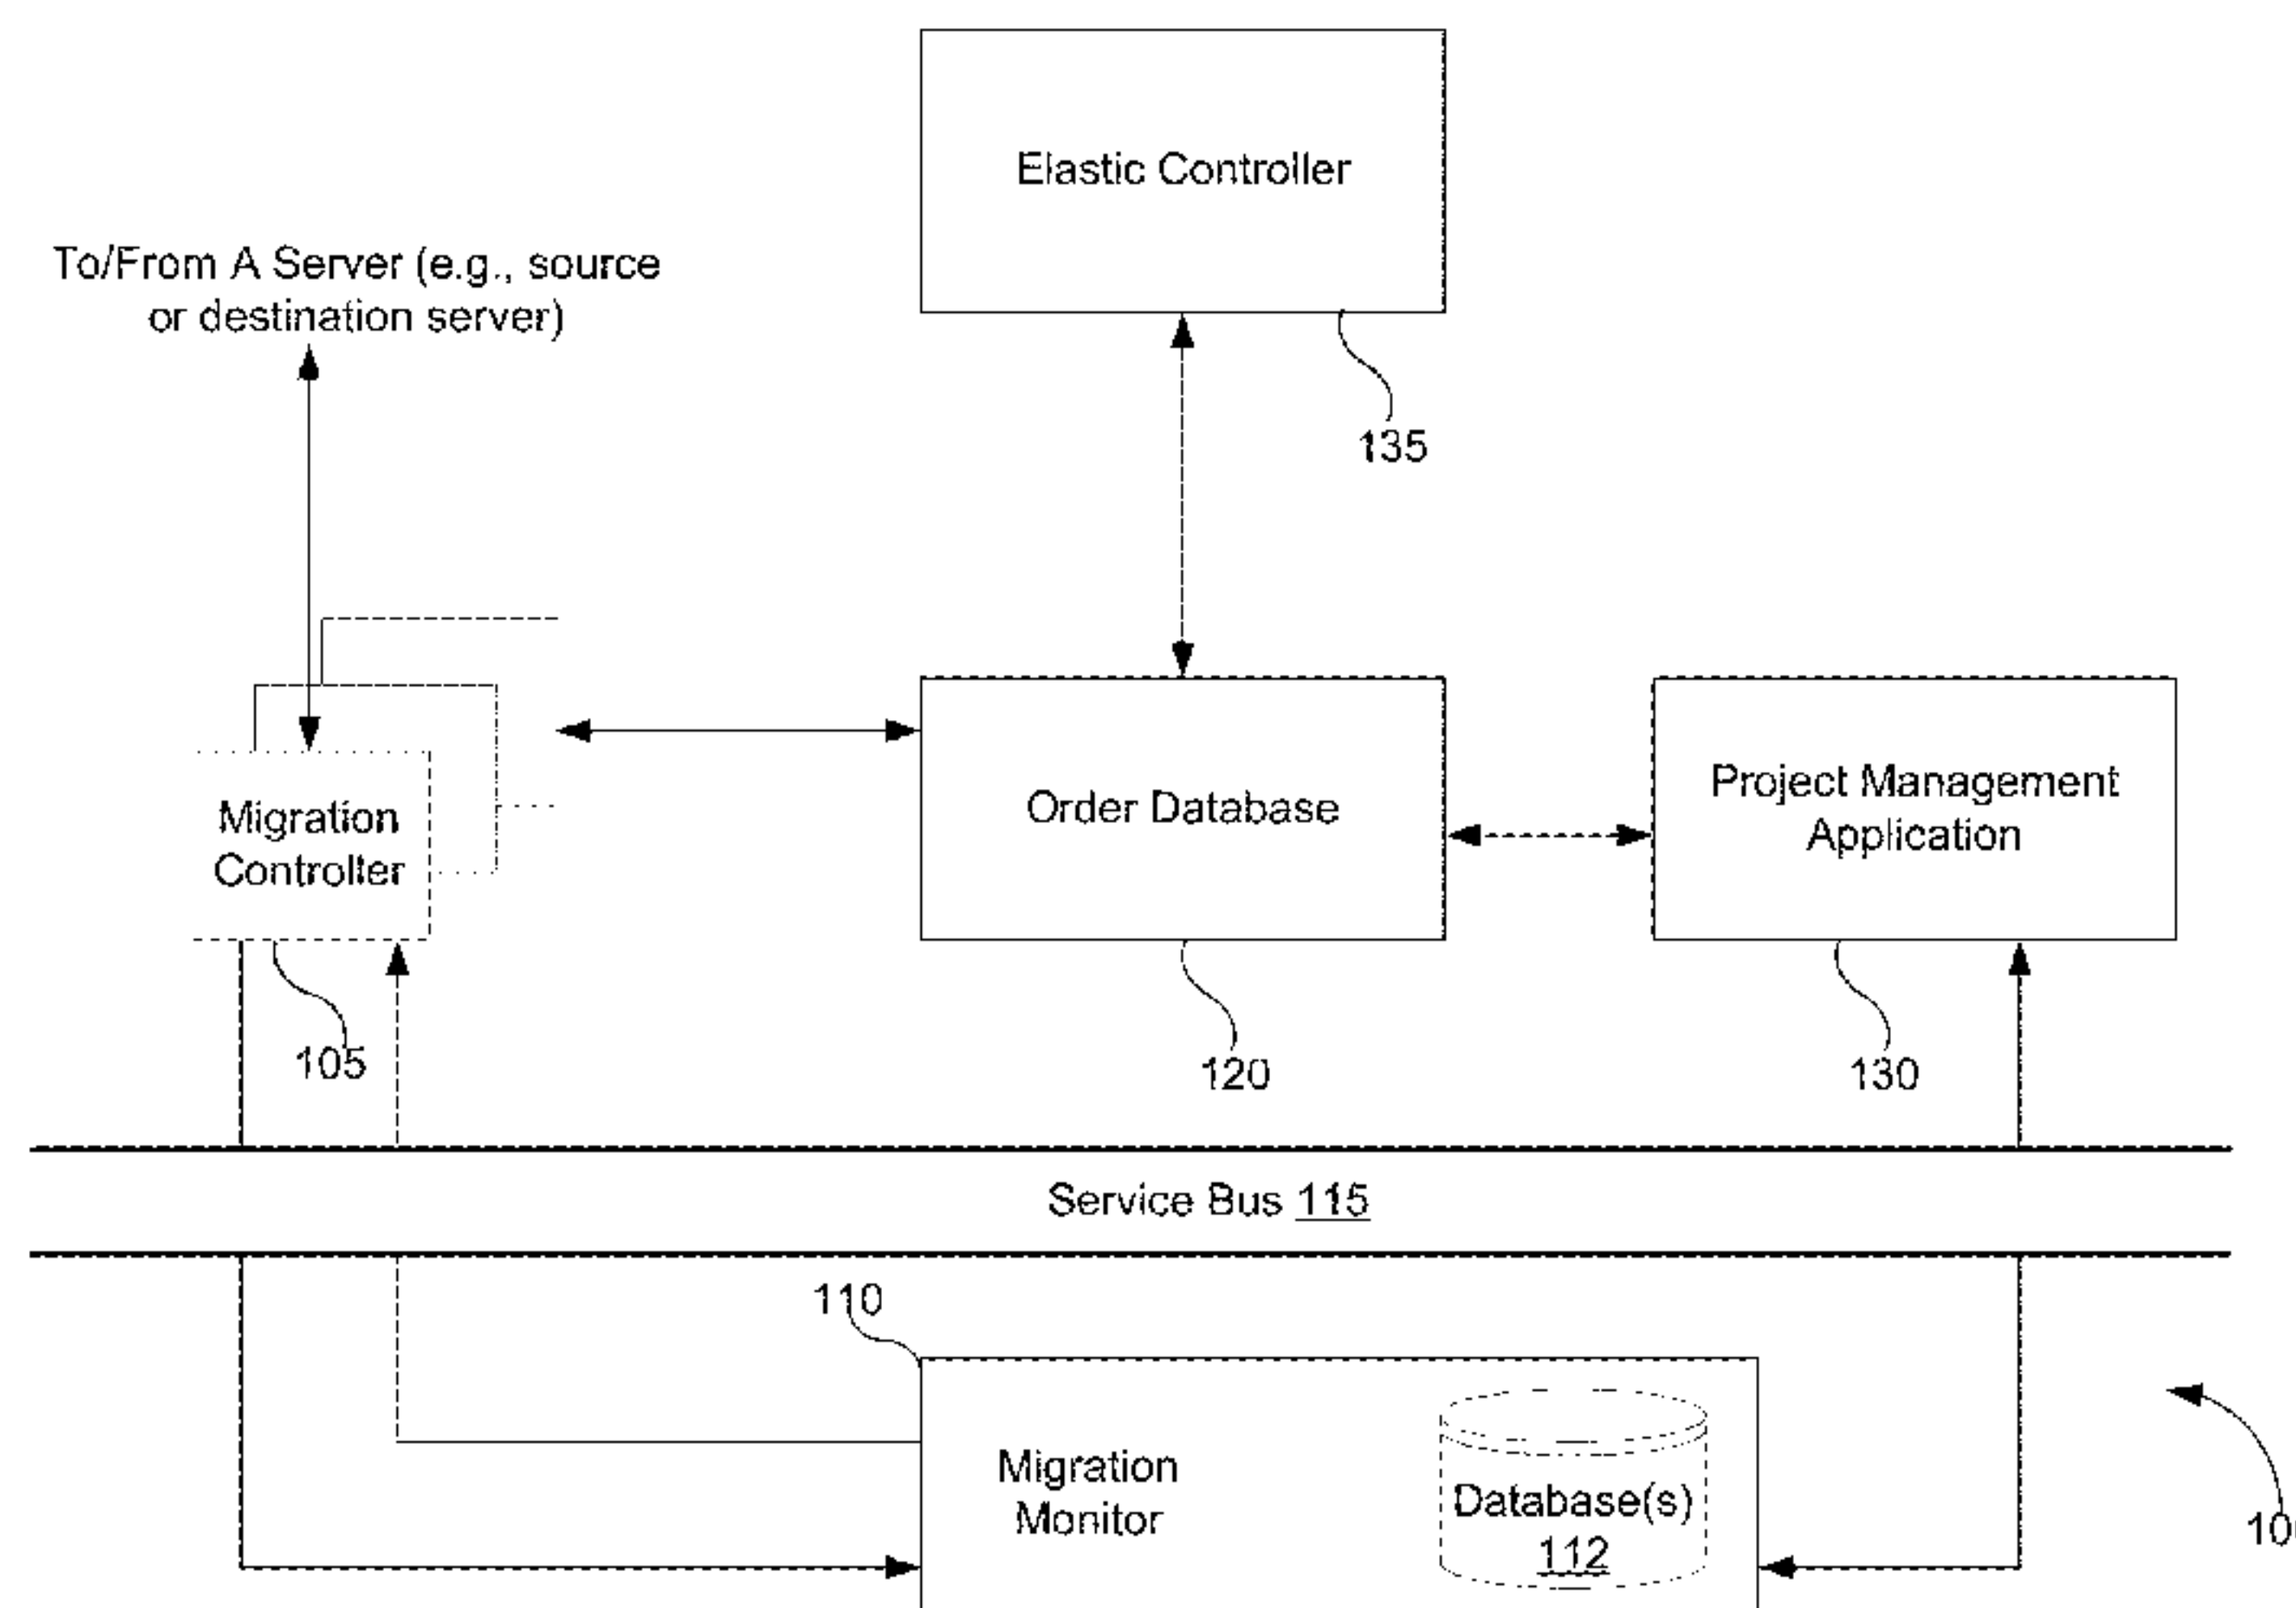 Elastic Controller
To/From A Server (e.g., source
or destination server)
135
Migration
Controller
Order Database
Project Management
Application
105
120
130
Service Bus 115
110
Migration
Monitor
Database(s)
112
10